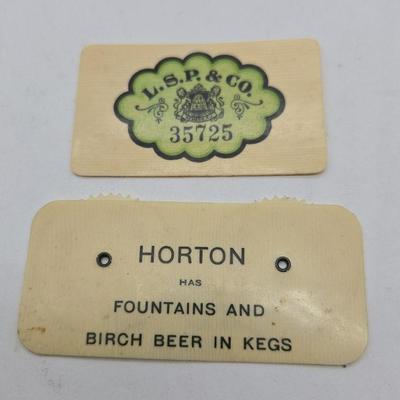 L. S. P. & CO.
35725
HORTON
HAS
FOUNTAINS AND
BIRCH BEER IN KEGS